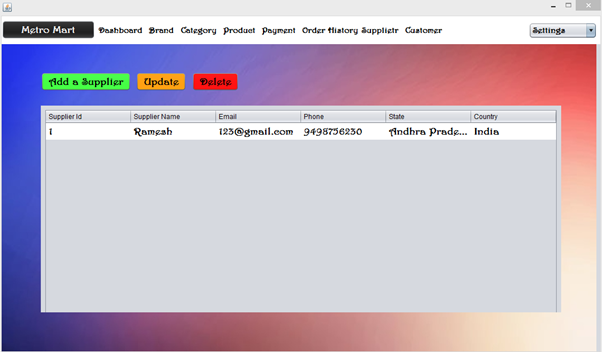 Metro Mart Dashboard Brand Category Product Payment Order History Supplietr Customer Settings
Add a Supplier Update Delete
Supplier Id Supplier Name Email Phone State Country
1 Ramesh 123@gmail.com 9498756230 Andhra Prade... India